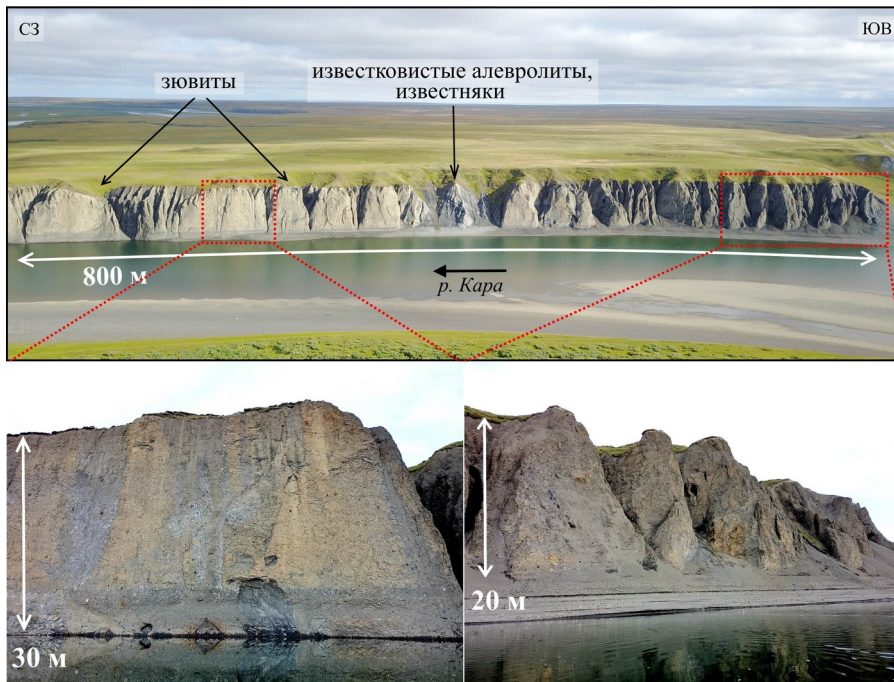 СЗ
ЮВ
зювиты
известковистые алевролиты,
известняки
800 м
р. Кара
30 м
20 м